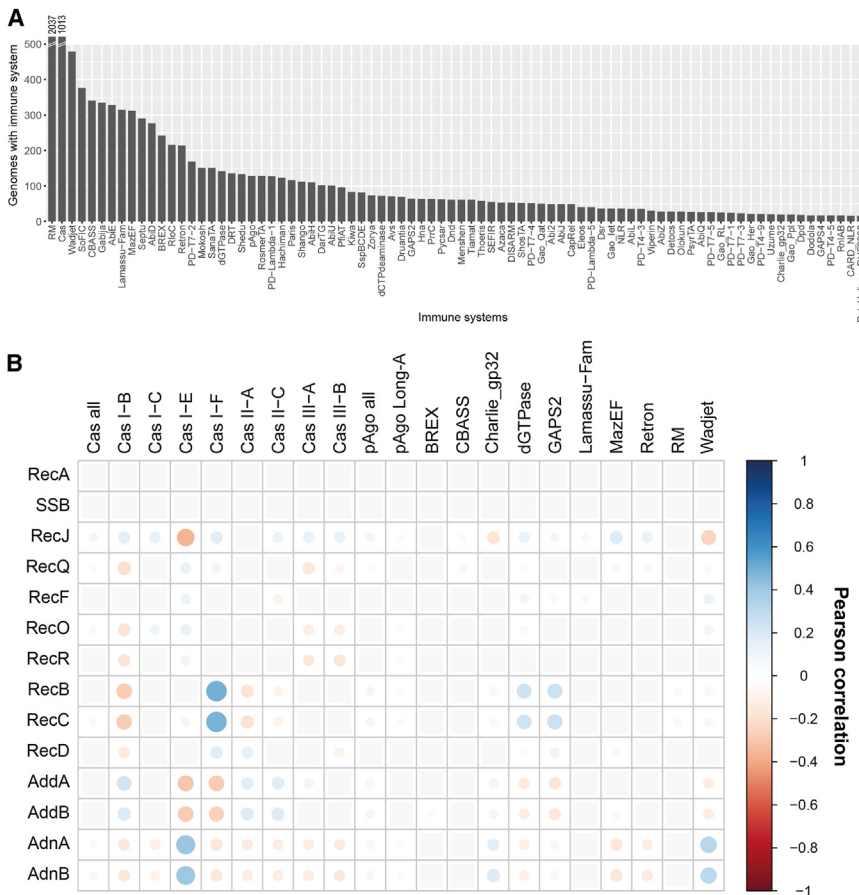 A
2037
1013
Genomes with immune system
500
400
300
200
100
0
RM
Cas
Wadjet
SoFIC
CBASS
Gabija
AbiE
Lamassu-Fam
MazEF
Septu
AbiD
BREX
RloC
Retron
PD-T7-2
Mokosh
SanaTA
dGTPase
DRT
Shedu
pAgo
RosmerTA
PD-Lambda-1
Hachiman
Paris
Shango
AbiH
DarTG
AbiU
PfiAT
Kiwa
SspBCDE
Zorya
dCTPdeaminase
Avs
Druantia
GAPS2
Hna
PrrC
Pycsar
Dnd
Menshen
Tiamat
Thoeris
SEFIR
Azaca
DISARM
ShosTA
PD-T7-4
Gao_Qat
Abi2
AbiJ
CapRel
Eleos
PD-Lambda-5
Dsr
Gao_Iet
NLR
AbiL
PD-T4-3
Viperin
AbiZ
Detocs
Olokun
PsyrTA
AbiQ
PD-T7-5
Gao_RL
PD-T7-1
PD-T7-3
Gao_Her
PD-T4-9
Uzume
Charlie_gp32
Gao_Ppl
Dpd
Dodola
GAPS4
PD-T4-5
RnlAB
CARD_NLR
Immune systems
B
Cas all
Cas I-B
Cas I-C
Cas I-E
Cas I-F
Cas II-A
Cas II-C
Cas III-A
Cas III-B
pAgo all
pAgo Long-A
BREX
CBASS
Charlie_gp32
dGTPase
GAPS2
Lamassu-Fam
MazEF
Retron
RM
Wadjet
RecA
SSB
RecJ
RecQ
RecF
RecO
RecR
RecB
RecC
RecD
AddA
AddB
AdnA
AdnB
1
0.8
0.6
0.4
0.2
0
−0.2
−0.4
−0.6
−0.8
−1
Pearson correlation